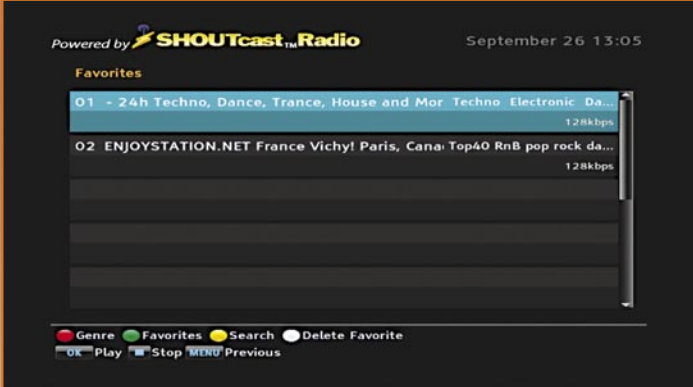 Powered by SHOUTcast™ Radio September 26 13:05
Favorites
01 - 24h Techno, Dance, Trance, House and Mor Techno Electronic Da...
128kbps
02 ENJOYSTATION.NET France Vichy! Paris, Cana Top40 RnB pop rock da...
128kbps
Genre Favorites Search Delete Favorite
OK Play Stop MENU Previous